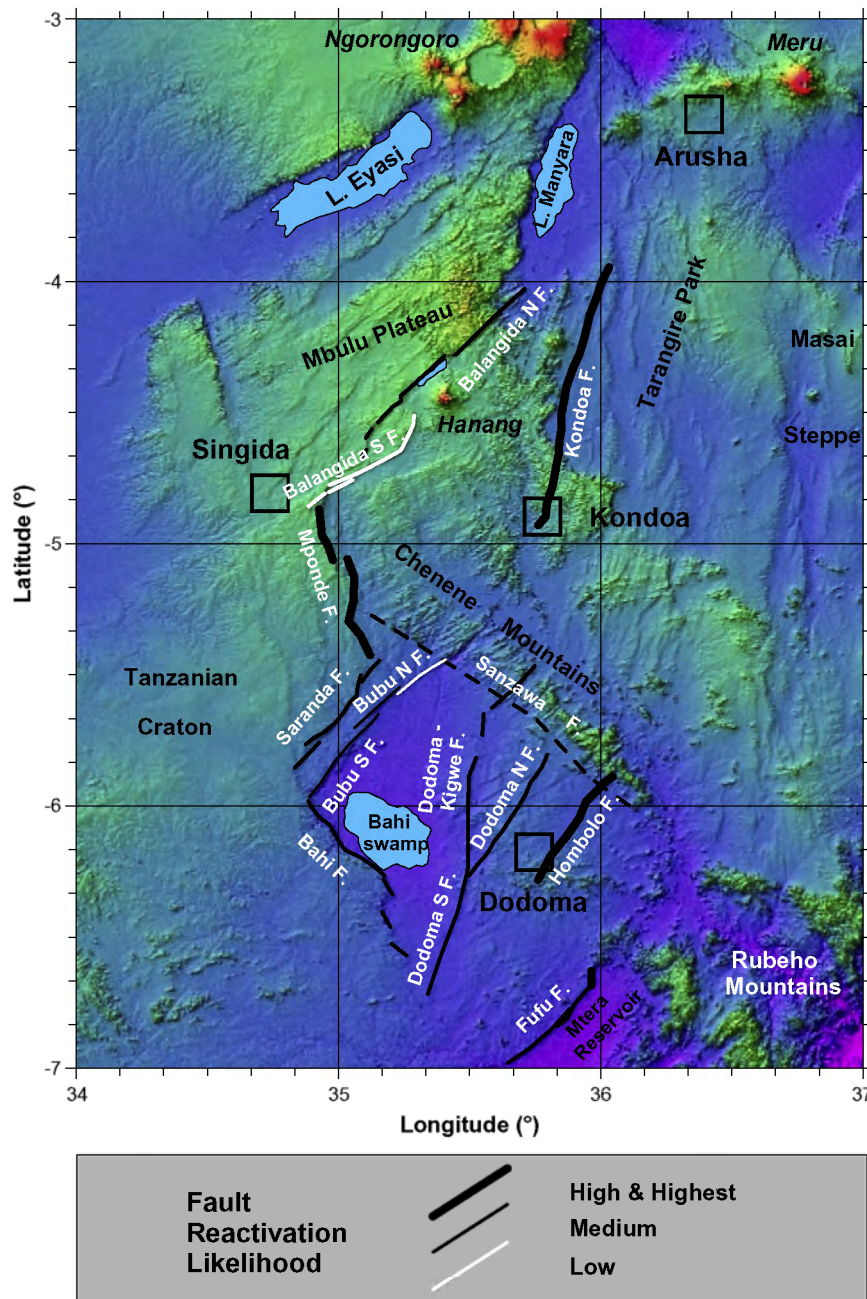 -3
-4
-5
-6
-7
Latitude (°)
34
35
36
37
Longitude (°)
Ngorongoro
Meru
Arusha
L. Eyasi
L. Manyara
Mbulu Plateau
Balangida N F.
Tarangire Park
Masai
Steppe
Kondoa F.
Hanang
Singida
Balangida S F.
Kondoa
Mponde F.
Chenene
Mountains
Tanzanian
Craton
Saranda F.
Bubu N F.
Sanzawa F.
Bubu S F.
Dodoma -
Kigwe F.
Dodoma N F.
Bahi
swamp
Bahi F.
Hombolo F.
Dodoma
Dodoma S F.
Rubeho
Mountains
Fufu F.
Mtera
Reservoir
Fault
Reactivation
Likelihood
High & Highest
Medium
Low